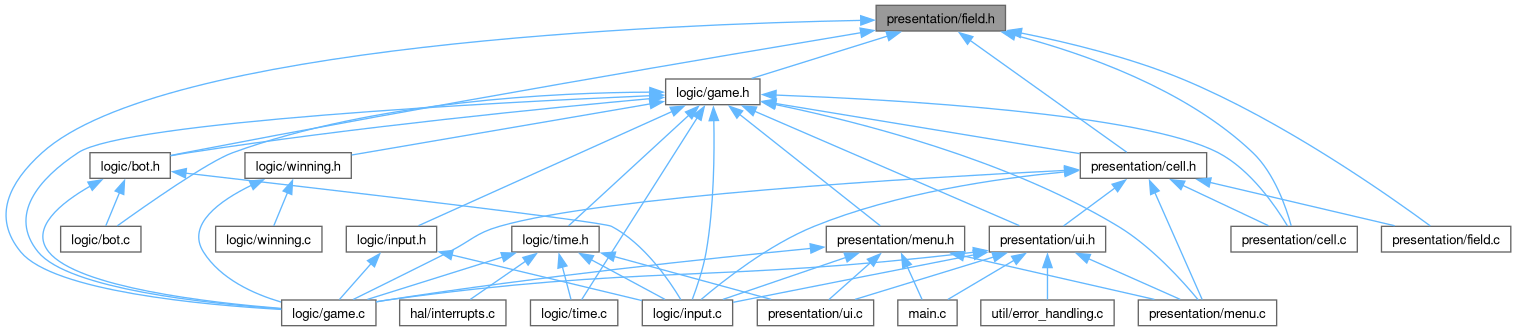 presentation/field.h
logic/game.h
logic/bot.h
logic/winning.h
presentation/cell.h
logic/bot.c
logic/winning.c
logic/input.h
logic/time.h
presentation/menu.h
presentation/ui.h
presentation/cell.c
presentation/field.c
logic/game.c
hal/interrupts.c
logic/time.c
logic/input.c
presentation/ui.c
main.c
util/error_handling.c
presentation/menu.c